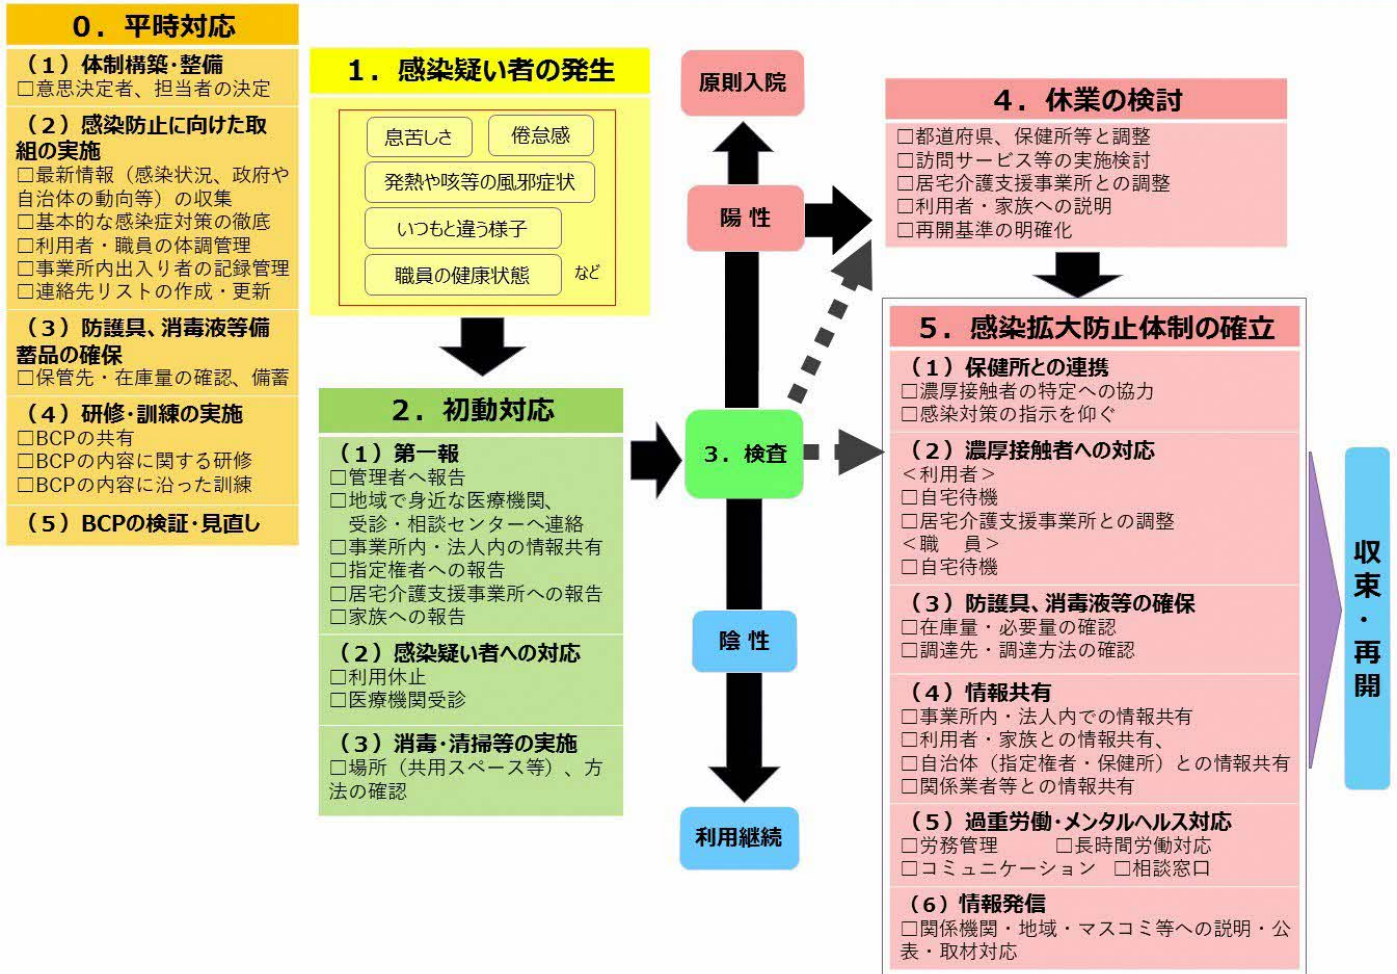 0．平時対応
（1）体制構築・整備
□意思決定者、担当者の決定
（2）感染防止に向けた取
組の実施
□最新情報（感染状況、政府や
自治体の動向等）の収集
□基本的な感染症対策の徹底
□利用者・職員の体調管理
□事業所内出入り者の記録管理
□連絡先リストの作成・更新
（3）防護具、消毒液等備
蓄品の確保
□保管先・在庫量の確認、備蓄
（4）研修・訓練の実施
□BCPの共有
□BCPの内容に関する研修
□BCPの内容に沿った訓練
（5）BCPの検証・見直し
1．感染疑い者の発生
息苦しさ
倦怠感
発熱や咳等の風邪症状
いつもと違う様子
職員の健康状態
など
2．初動対応
（1）第一報
□管理者へ報告
□地域で身近な医療機関、
受診・相談センターへ連絡
□事業所内・法人内の情報共有
□指定権者への報告
□居宅介護支援事業所への報告
□家族への報告
（2）感染疑い者への対応
□利用休止
□医療機関受診
（3）消毒・清掃等の実施
□場所（共用スペース等）、方
法の確認
原則入院
陽 性
3．検査
陰 性
利用継続
4．休業の検討
□都道府県、保健所等と調整
□訪問サービス等の実施検討
□居宅介護支援事業所との調整
□利用者・家族への説明
□再開基準の明確化
5．感染拡大防止体制の確立
（1）保健所との連携
□濃厚接触者の特定への協力
□感染対策の指示を仰ぐ
（2）濃厚接触者への対応
＜利用者＞
□自宅待機
□居宅介護支援事業所との調整
＜職　員＞
□自宅待機
（3）防護具、消毒液等の確保
□在庫量・必要量の確認
□調達先・調達方法の確認
（4）情報共有
□事業所内・法人内での情報共有
□利用者・家族との情報共有、
□自治体（指定権者・保健所）との情報共有
□関係業者等との情報共有
（5）過重労働・メンタルヘルス対応
□労務管理　□長時間労働対応
□コミュニケーション　□相談窓口
（6）情報発信
□関係機関・地域・マスコミ等への説明・公
表・取材対応
収束・再開